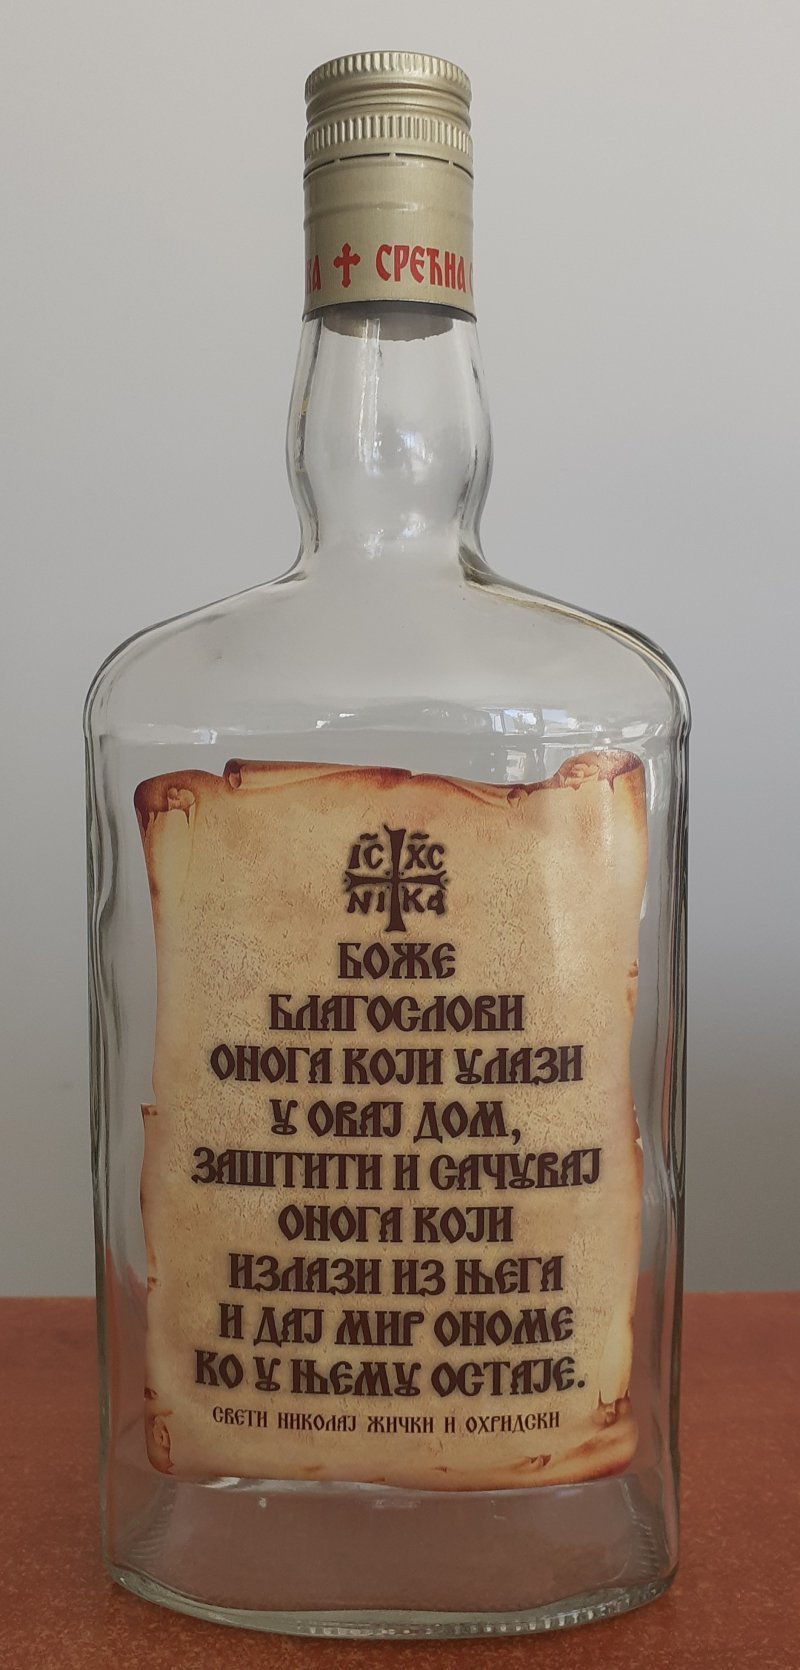 ✝ СРЕЋНА
IC XC
NI KA
БОЖЕ
БЛАГОСЛОВИ
ОНОГА КОЈИ УЛАЗИ
У ОВАЈ ДОМ,
ЗАШТИТИ И САЧУВАЈ
ОНОГА КОЈИ
ИЗЛАЗИ ИЗ ЊЕГА
И ДАЈ МИР ОНОМЕ
КО У ЊЕМУ ОСТАЈЕ.
СВЕТИ НИКОЛАЈ ЖИЧКИ И ОХРИДСКИ